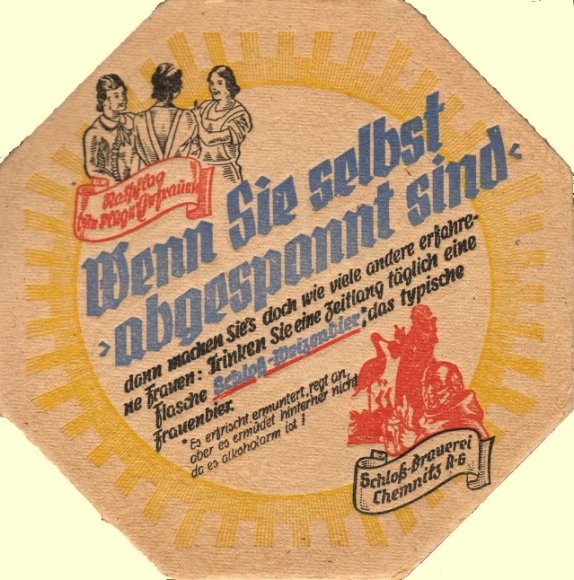 Ratschlag
Wenn Sie selbst
›abgespannt sind‹
dann machen Sie's doch wie viele andere erfahre-
ne Frauen: Trinken Sie eine Zeitlang täglich eine
Flasche Schloß-Weizenbier,* das typische
Frauenbier.
*Es erfrischt, ermuntert, regt an,
aber es ermüdet hinterher nicht
da es alkoholarm ist!
Schloß-Brauerei
Chemnitz A-G